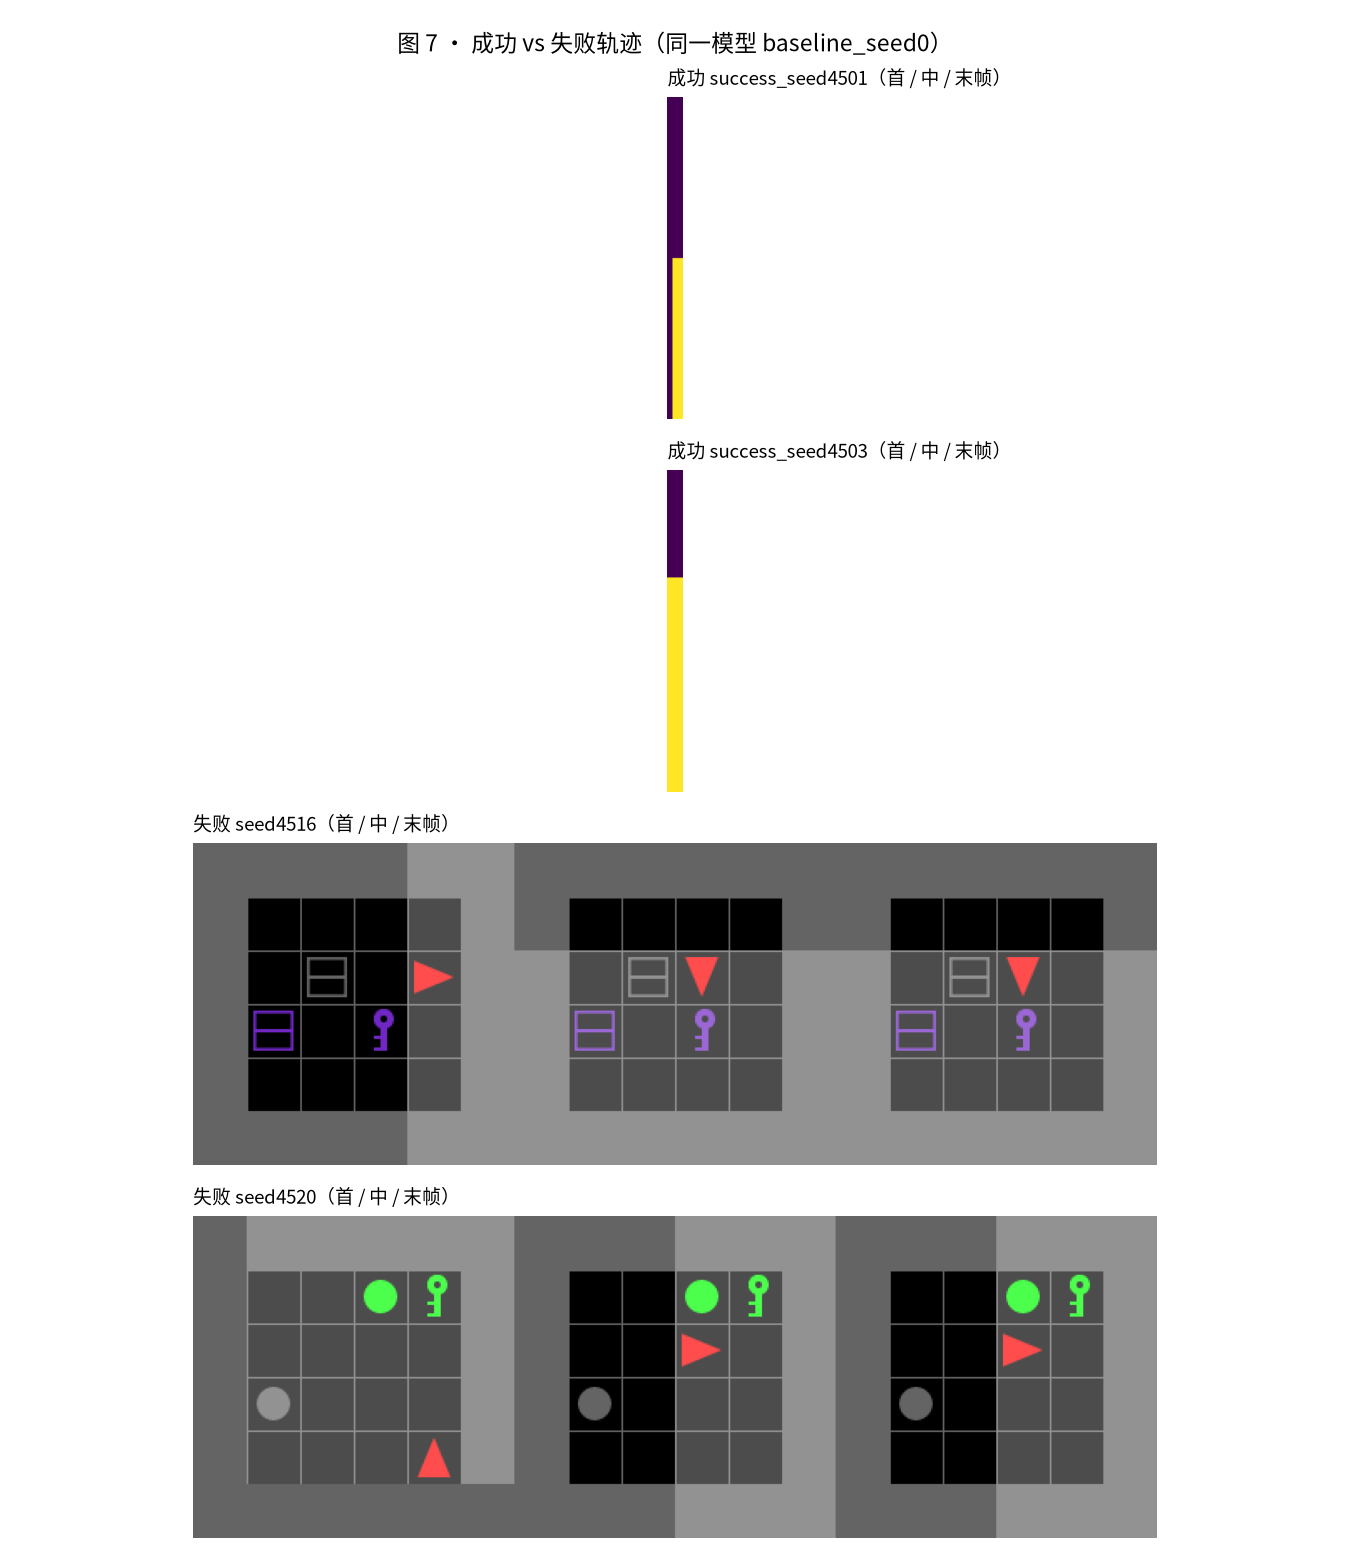 图 7 · 成功 vs 失败轨迹（同一模型 baseline_seed0）
成功 success_seed4501（首 / 中 / 末帧）
成功 success_seed4503（首 / 中 / 末帧）
失败 seed4516（首 / 中 / 末帧）
失败 seed4520（首 / 中 / 末帧）